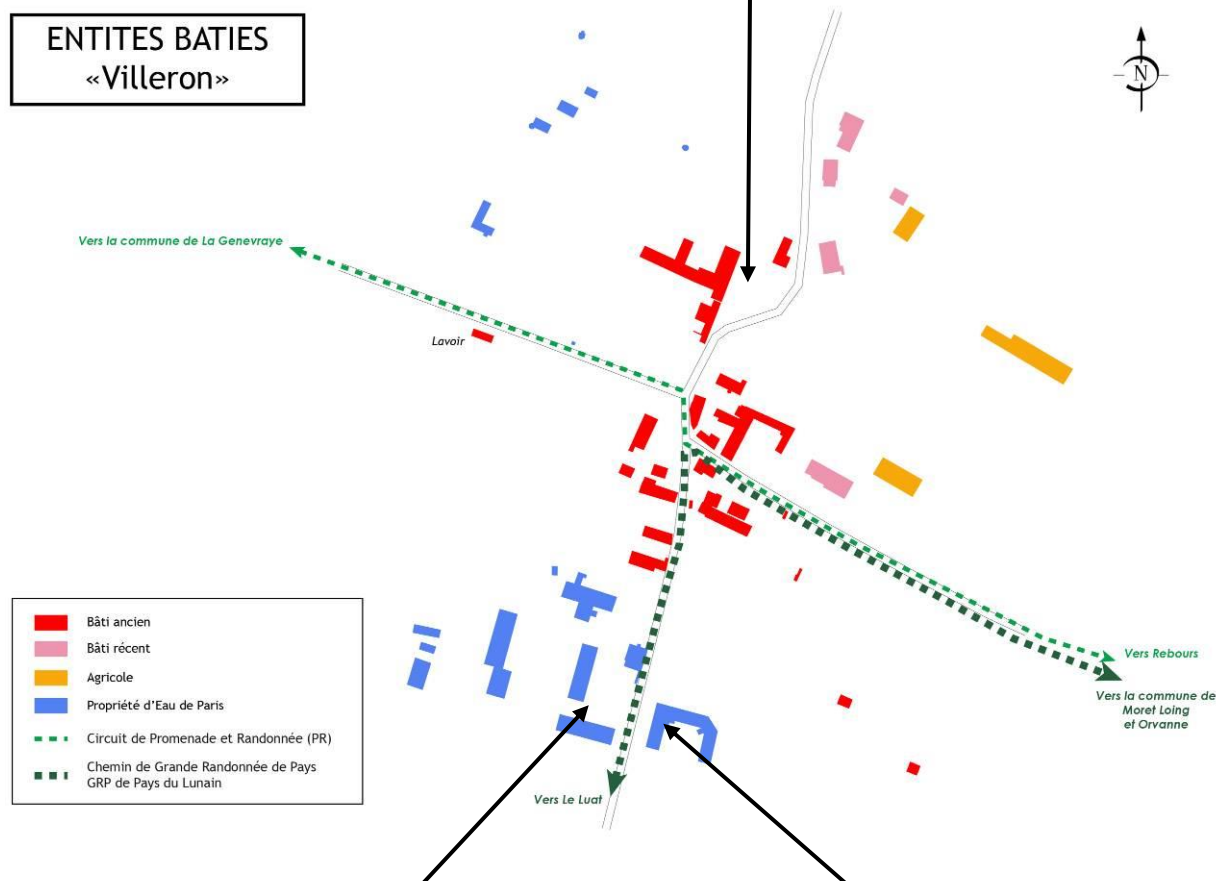 ENTITES BATIES
«Villeron»
N
Vers la commune de La Genevraye
Lavoir
Bâti ancien
Bâti récent
Agricole
Propriété d'Eau de Paris
Circuit de Promenade et Randonnée (PR)
Chemin de Grande Randonnée de Pays
GRP de Pays du Lunain
Vers Rebours
Vers la commune de
Moret Loing
et Orvanne
Vers Le Luat